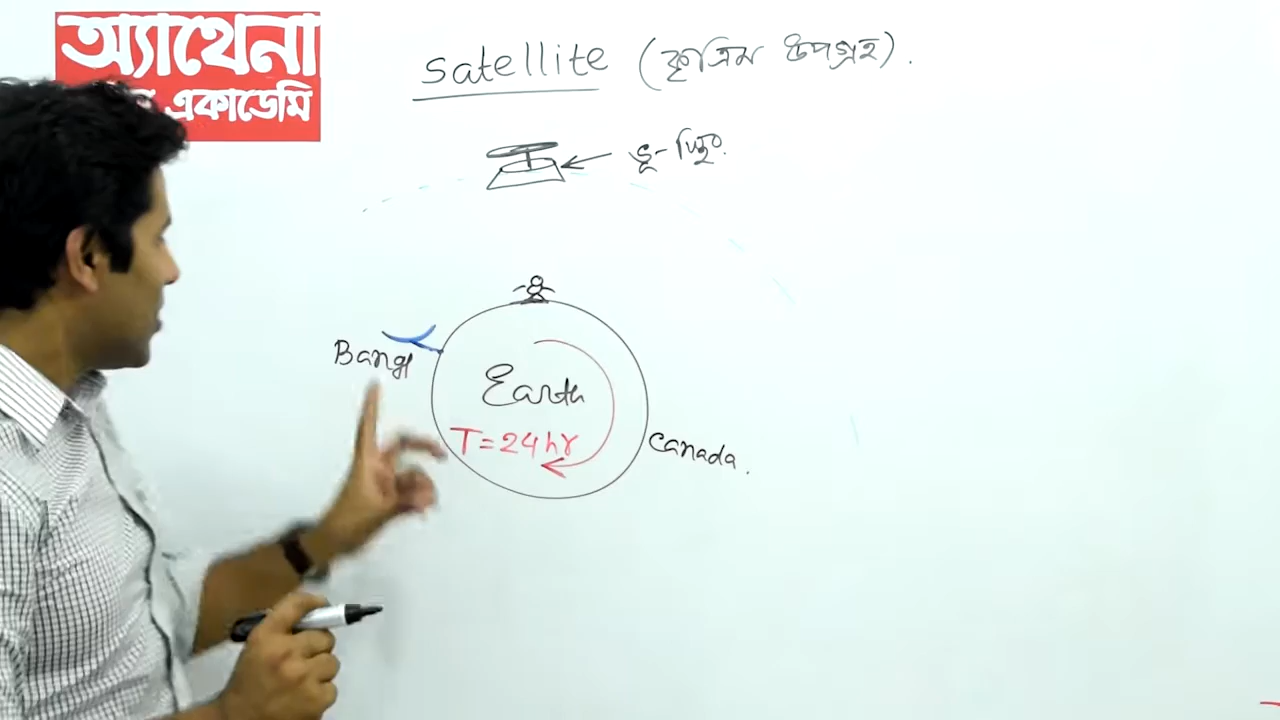 অ্যাথেনা
একাডেমি
Satellite (কৃত্রিম উপগ্রহ).
ভূ-স্থির.
Bangl
Earth
T=24hr
Canada.